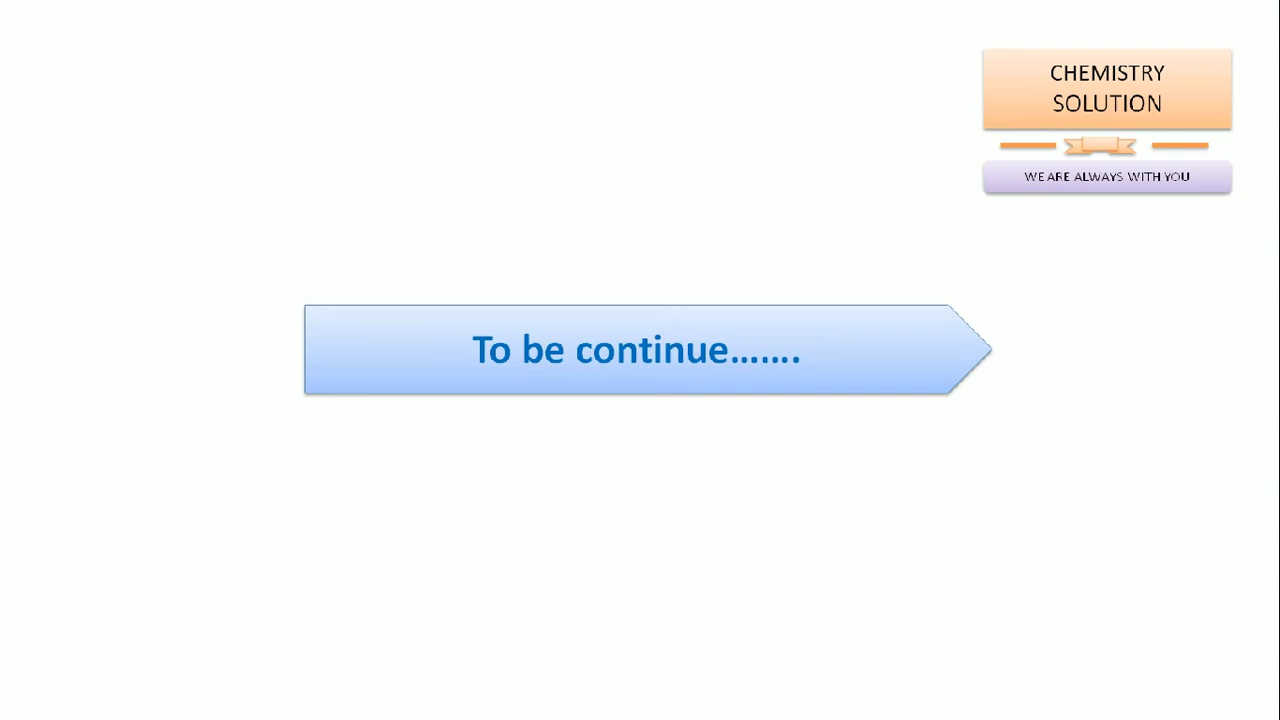 CHEMISTRY
SOLUTION
WE ARE ALWAYS WITH YOU
To be continue.......